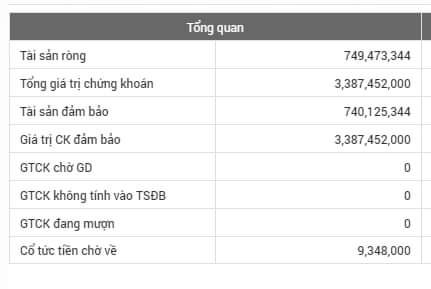 Tổng quan
Tài sản ròng 749,473,344
Tổng giá trị chứng khoán 3,387,452,000
Tài sản đảm bảo 740,125,344
Giá trị CK đảm bảo 3,387,452,000
GTCK chờ GD 0
GTCK không tính vào TSĐB 0
GTCK đang mượn 0
Cổ tức tiền chờ về 9,348,000